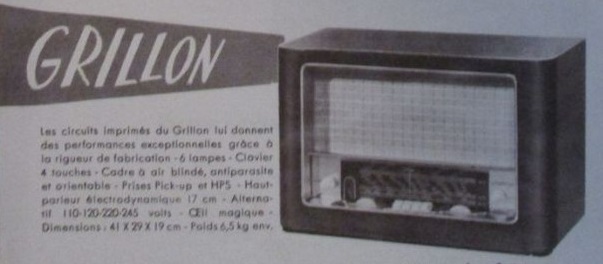 GRILLON
Les circuits imprimés du Grillon lui donnent
des performances exceptionnelles grâce à
la rigueur de fabrication - 6 lampes - Clavier
4 touches - Cadre à air blindé, antiparasite
et orientable - Prises Pick-up et HPS - Haut-
parleur électrodynamique 17 cm - Alterna-
tif 110-120-220-245 volts - Œil magique -
Dimensions : 41 X 29 X 19 cm - Poids 6,5 kg env.